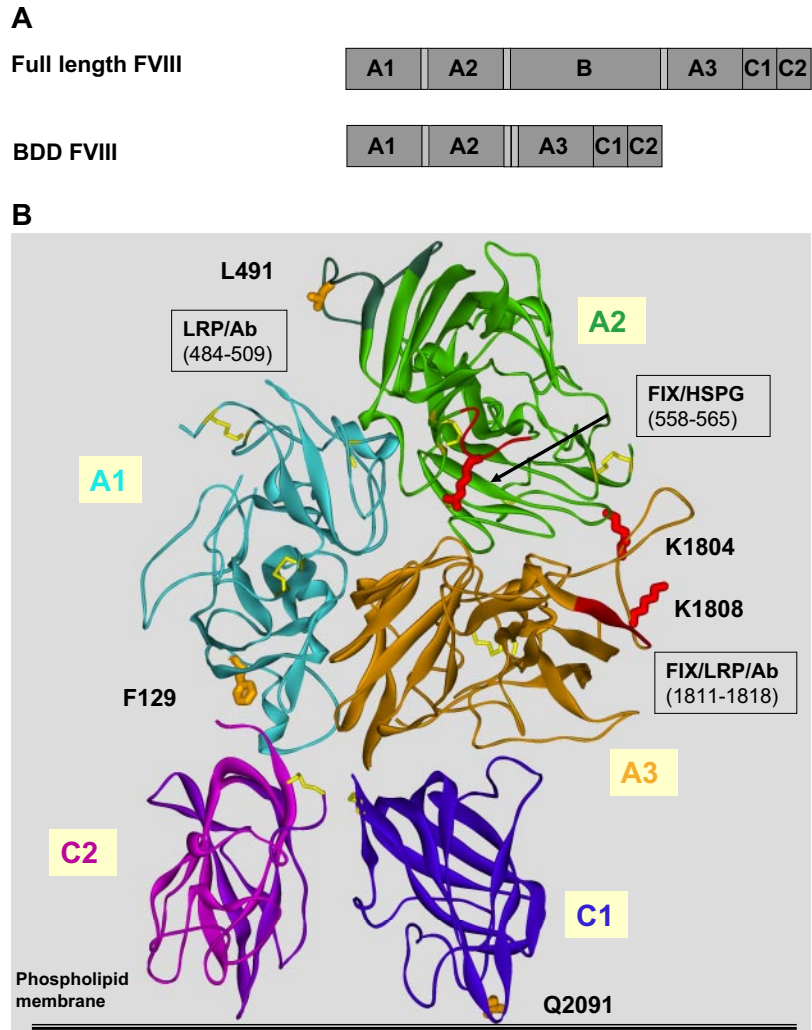 A
Full length FVIII
A1 A2 B A3 C1 C2
BDD FVIII
A1 A2 A3 C1 C2
B
L491
A2
LRP/Ab
(484-509)
FIX/HSPG
(558-565)
A1
K1804
K1808
F129
FIX/LRP/Ab
(1811-1818)
A3
C2
C1
Phospholipid
membrane
Q2091